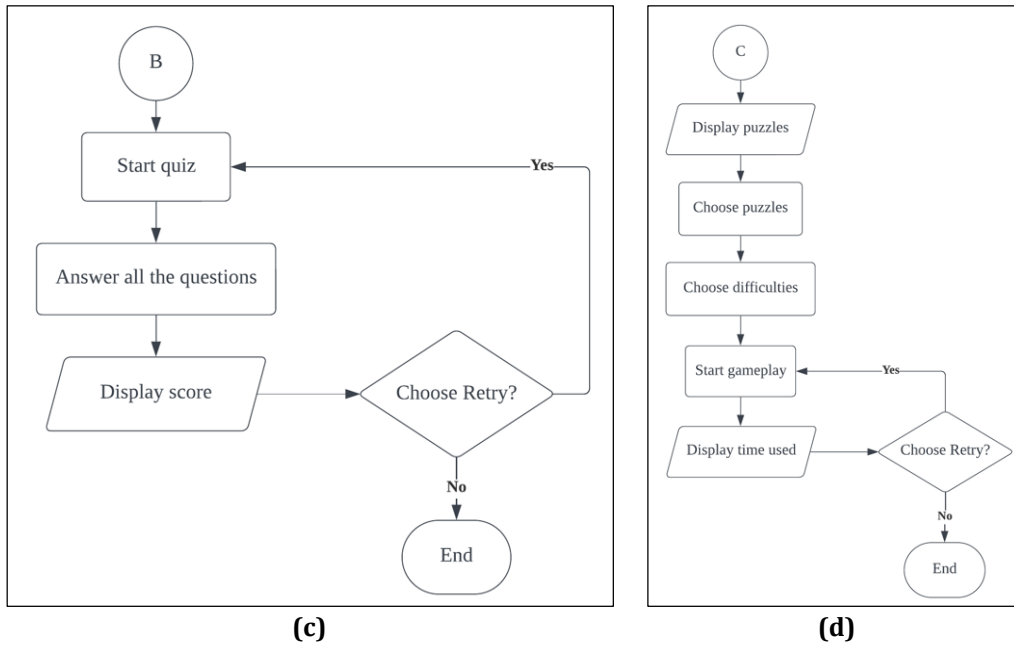 B
Start quiz
Yes
Answer all the questions
Display score
Choose Retry?
No
End
(c)
C
Display puzzles
Choose puzzles
Choose difficulties
Start gameplay
Yes
Display time used
Choose Retry?
No
End
(d)